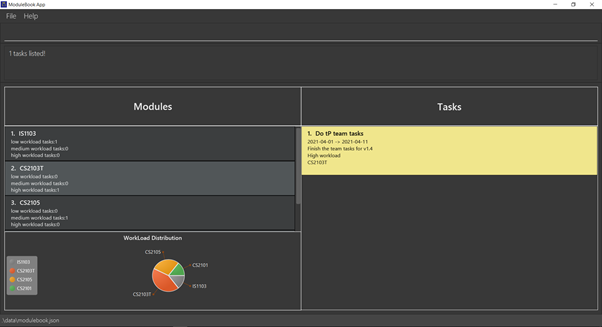 ModuleBook App
File Help
1 tasks listed!
Modules
Tasks
1. IS1103
low workload tasks:1
medium workload tasks:0
high workload tasks:0
2. CS2103T
low workload tasks:0
medium workload tasks:0
high workload tasks:1
3. CS2105
low workload tasks:0
medium workload tasks:1
high workload tasks:0
1. Do tP team tasks
2021-04-01 -> 2021-04-11
Finish the team tasks for v1.4
High workload
CS2103T
WorkLoad Distribution
IS1103
CS2103T
CS2105
CS2101
CS2105
CS2101
IS1103
CS2103T
.\data\modulebook.json